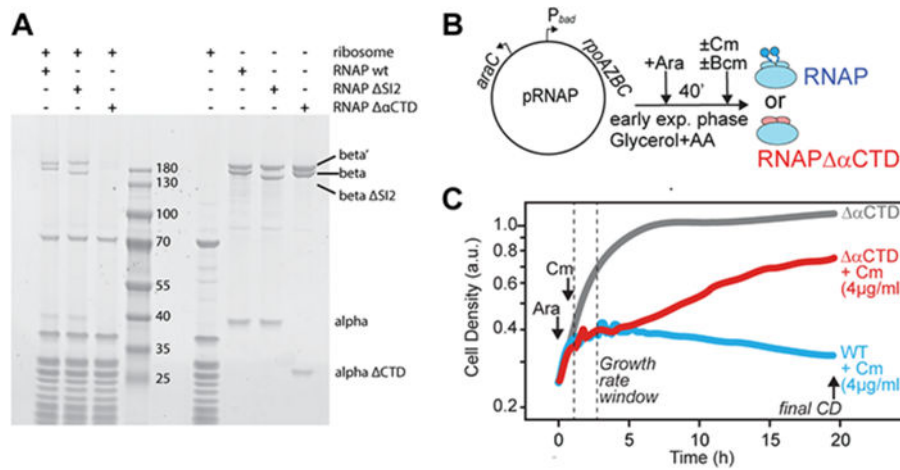 A
+ + + ribosome
+ - - - + - - RNAP wt
- + - - - + - RNAP ΔSI2
- - + - - - + RNAP ΔαCTD
180
130
100
70
55
40
35
25
beta'
beta
beta ΔSI2
alpha
alpha ΔCTD
B
P bad
araC
rpoAZBC
pRNAP
+Ara
40'
±Cm
±Bcm
early exp. phase
Glycerol+AA
RNAP
or
RNAPΔαCTD
C
Cell Density (a.u.)
1.0
0.8
0.6
0.4
0.2
Ara
Cm
Growth
rate
window
ΔαCTD
ΔαCTD
+ Cm
(4µg/ml
WT
+ Cm
(4µg/ml
final CD
0 5 10 15 20
Time (h)